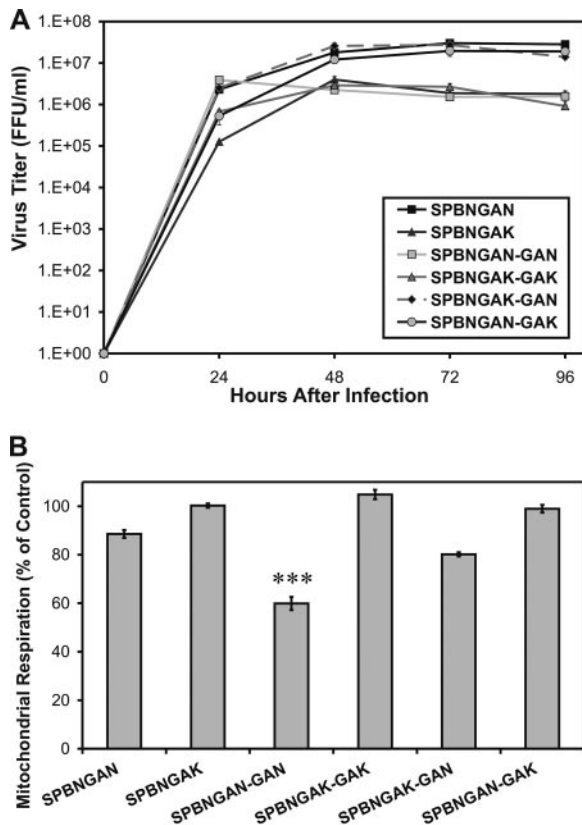 A
Virus Titer (FFU/ml)
1.E+08
1.E+07
1.E+06
1.E+05
1.E+04
1.E+03
1.E+02
1.E+01
1.E+00
SPBNGAN
SPBNGAK
SPBNGAN-GAN
SPBNGAK-GAK
SPBNGAK-GAN
SPBNGAN-GAK
0 24 48 72 96
Hours After Infection
B
Mitochondrial Respiration (% of Control)
100
80
60
40
20
0
***
SPBNGAN
SPBNGAK
SPBNGAN-GAN
SPBNGAK-GAK
SPBNGAK-GAN
SPBNGAN-GAK